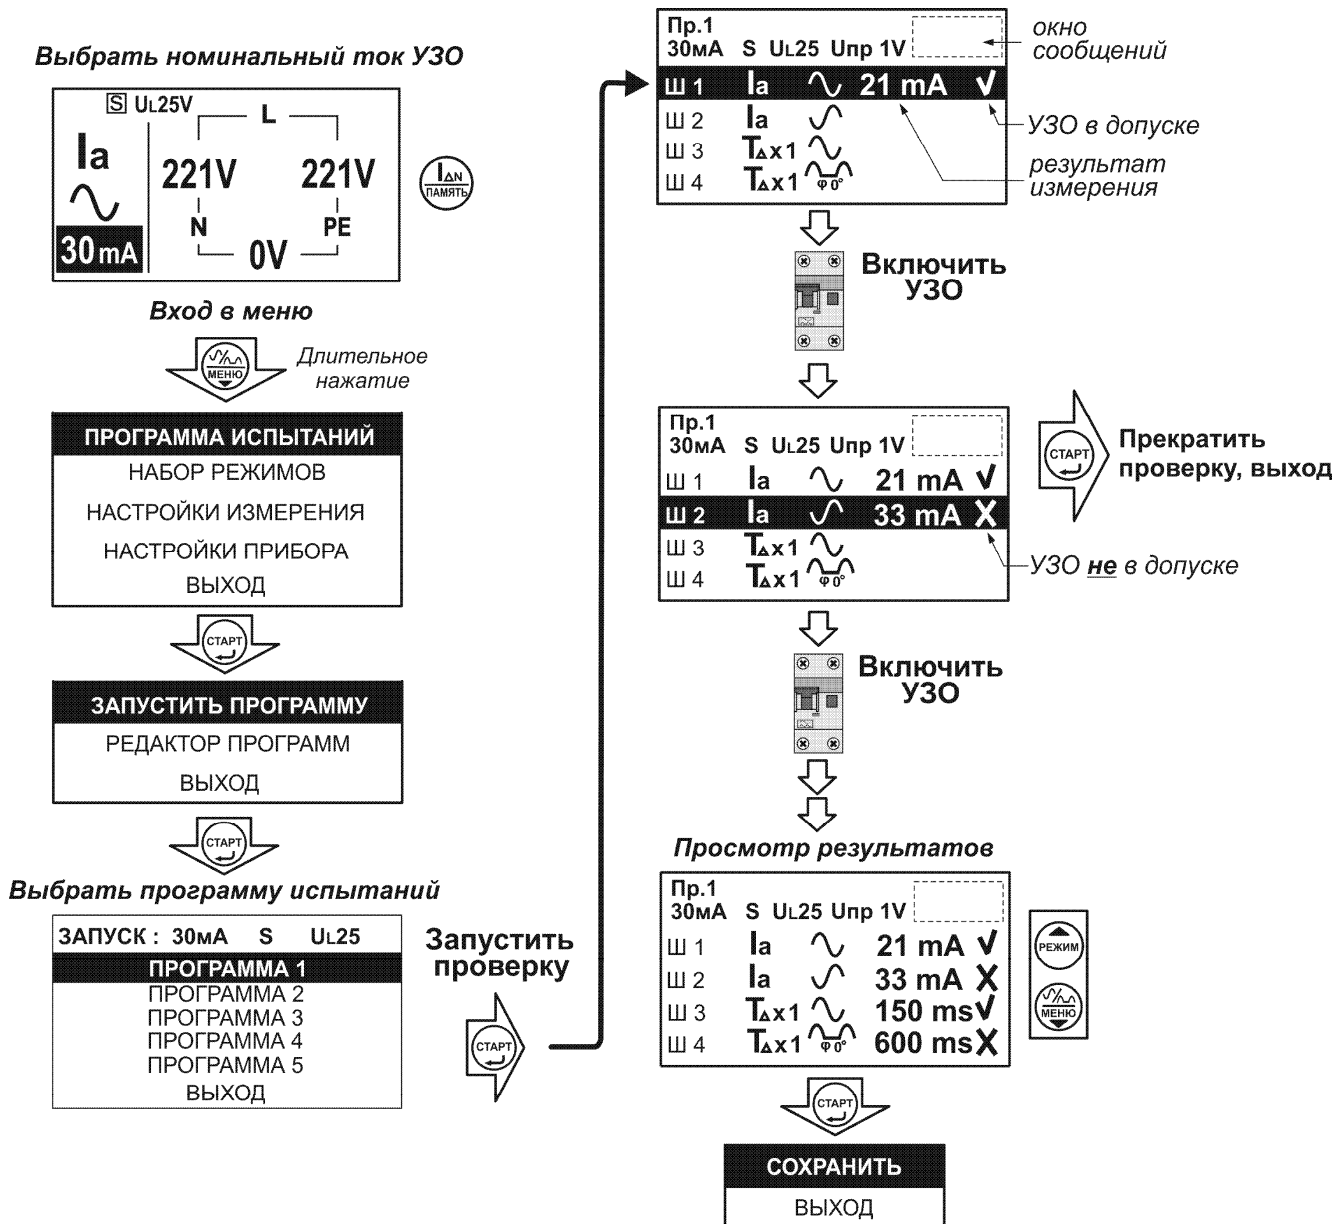 Выбрать номинальный ток УЗО
S UL25V
L
Ia
221V 221V
N PE
30 mA
0V
IΔN
ПАМЯТЬ
Вход в меню
МЕНЮ
Длительное
нажатие
ПРОГРАММА ИСПЫТАНИЙ
НАБОР РЕЖИМОВ
НАСТРОЙКИ ИЗМЕРЕНИЯ
НАСТРОЙКИ ПРИБОРА
ВЫХОД
СТАРТ
ЗАПУСТИТЬ ПРОГРАММУ
РЕДАКТОР ПРОГРАММ
ВЫХОД
СТАРТ
Выбрать программу испытаний
ЗАПУСК : 30мА S UL25
ПРОГРАММА 1
ПРОГРАММА 2
ПРОГРАММА 3
ПРОГРАММА 4
ПРОГРАММА 5
ВЫХОД
Запустить
проверку
СТАРТ
Пр.1
30мА S UL25 Uпр 1V
Ш 1 Ia 21 mA
Ш 2 Ia
Ш 3 TΔx1
Ш 4 TΔx1 φ 0°
окно
сообщений
УЗО в допуске
результат
измерения
Включить
УЗО
Пр.1
30мА S UL25 Uпр 1V
Ш 1 Ia 21 mA
Ш 2 Ia 33 mA
Ш 3 TΔx1
Ш 4 TΔx1 φ 0°
СТАРТ
Прекратить
проверку, выход
УЗО не в допуске
Включить
УЗО
Просмотр результатов
Пр.1
30мА S UL25 Uпр 1V
Ш 1 Ia 21 mA
Ш 2 Ia 33 mA
Ш 3 TΔx1 150 ms
Ш 4 TΔx1 φ 0° 600 ms
РЕЖИМ
МЕНЮ
СТАРТ
СОХРАНИТЬ
ВЫХОД